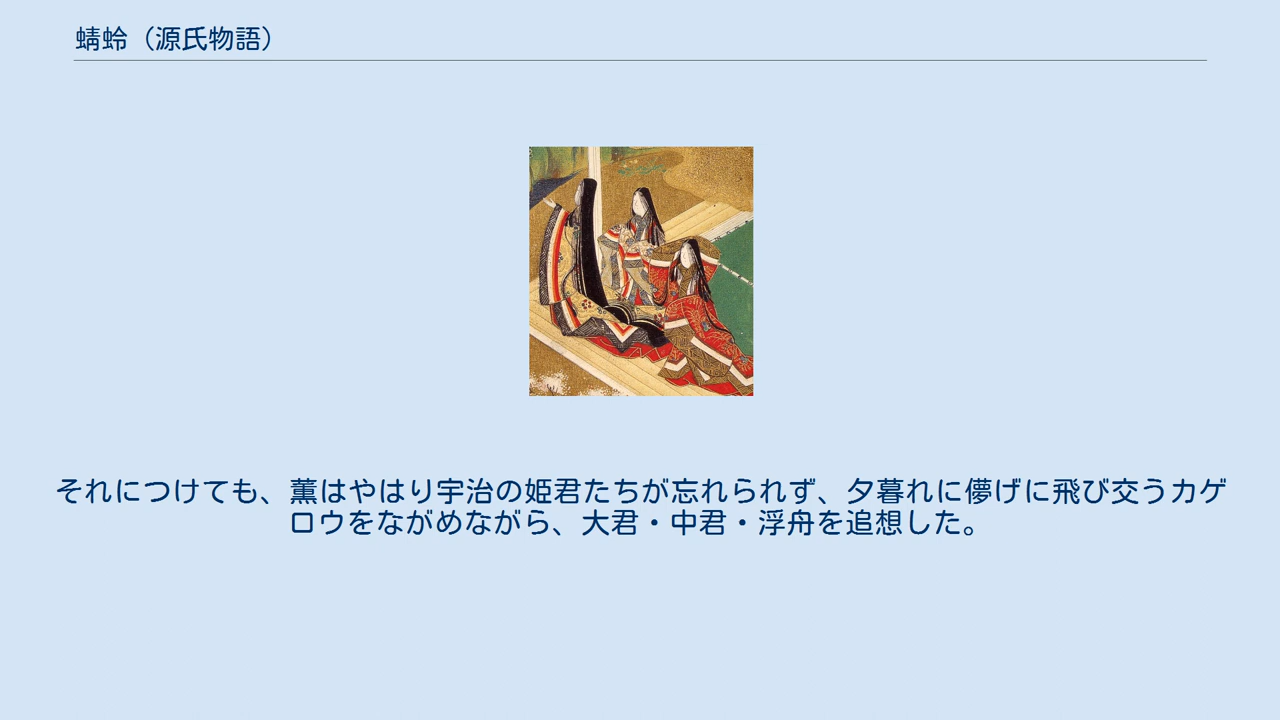 蜻蛉（源氏物語）
それにつけても、薫はやはり宇治の姫君たちが忘れられず、夕暮れに儚げに飛び交うカゲ
ロウをながめながら、大君・中君・浮舟を追想した。